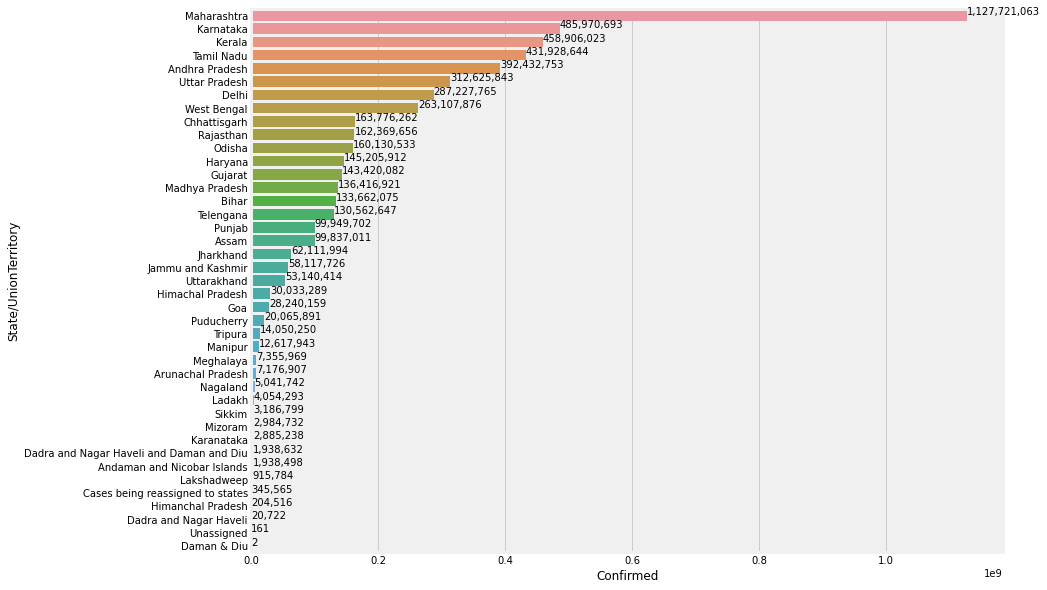 Maharashtra 1,127,721,063
Karnataka 485,970,693
Kerala 458,906,023
Tamil Nadu 431,928,644
Andhra Pradesh 392,432,753
Uttar Pradesh 312,625,843
Delhi 287,227,765
West Bengal 263,107,876
Chhattisgarh 163,776,262
Rajasthan 162,369,656
Odisha 160,130,533
Haryana 145,205,912
Gujarat 143,420,082
Madhya Pradesh 136,416,921
Bihar 133,662,075
Telengana 130,562,647
Punjab 99,949,702
Assam 99,837,011
Jharkhand 62,111,994
Jammu and Kashmir 58,117,726
Uttarakhand 53,140,414
Himachal Pradesh 30,033,289
Goa 28,240,159
Puducherry 20,065,891
Tripura 14,050,250
Manipur 12,617,943
Meghalaya 7,355,969
Arunachal Pradesh 7,176,907
Nagaland 5,041,742
Ladakh 4,054,293
Sikkim 3,186,799
Mizoram 2,984,732
Karanataka 2,885,238
Dadra and Nagar Haveli and Daman and Diu 1,938,632
Andaman and Nicobar Islands 1,938,498
Lakshadweep 915,784
Cases being reassigned to states 345,565
Himanchal Pradesh 204,516
Dadra and Nagar Haveli 20,722
Unassigned 161
Daman & Diu 2
State/UnionTerritory
0.0 0.2 0.4 0.6 0.8 1.0
Confirmed
1e9